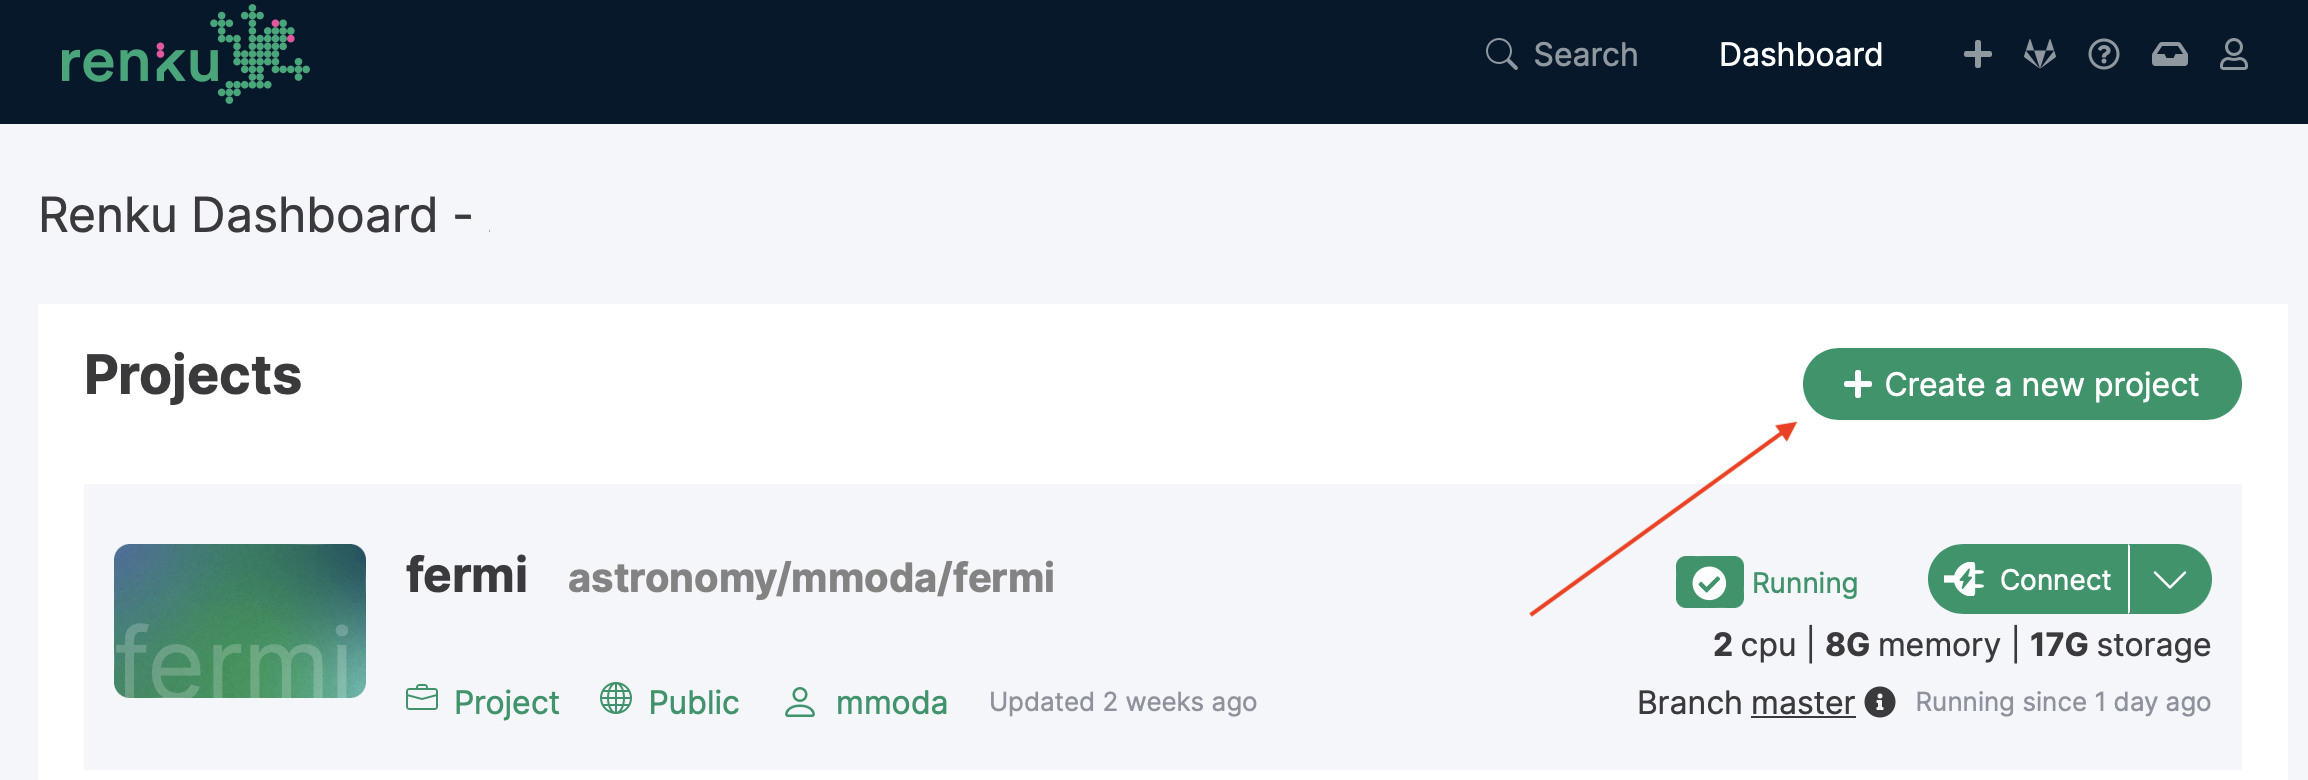 renku
Search Dashboard
Renku Dashboard -
Projects
Create a new project
fermi
fermi astronomy/mmoda/fermi
Running Connect
2 cpu | 8G memory | 17G storage
Project Public mmoda Updated 2 weeks ago
Branch master Running since 1 day ago